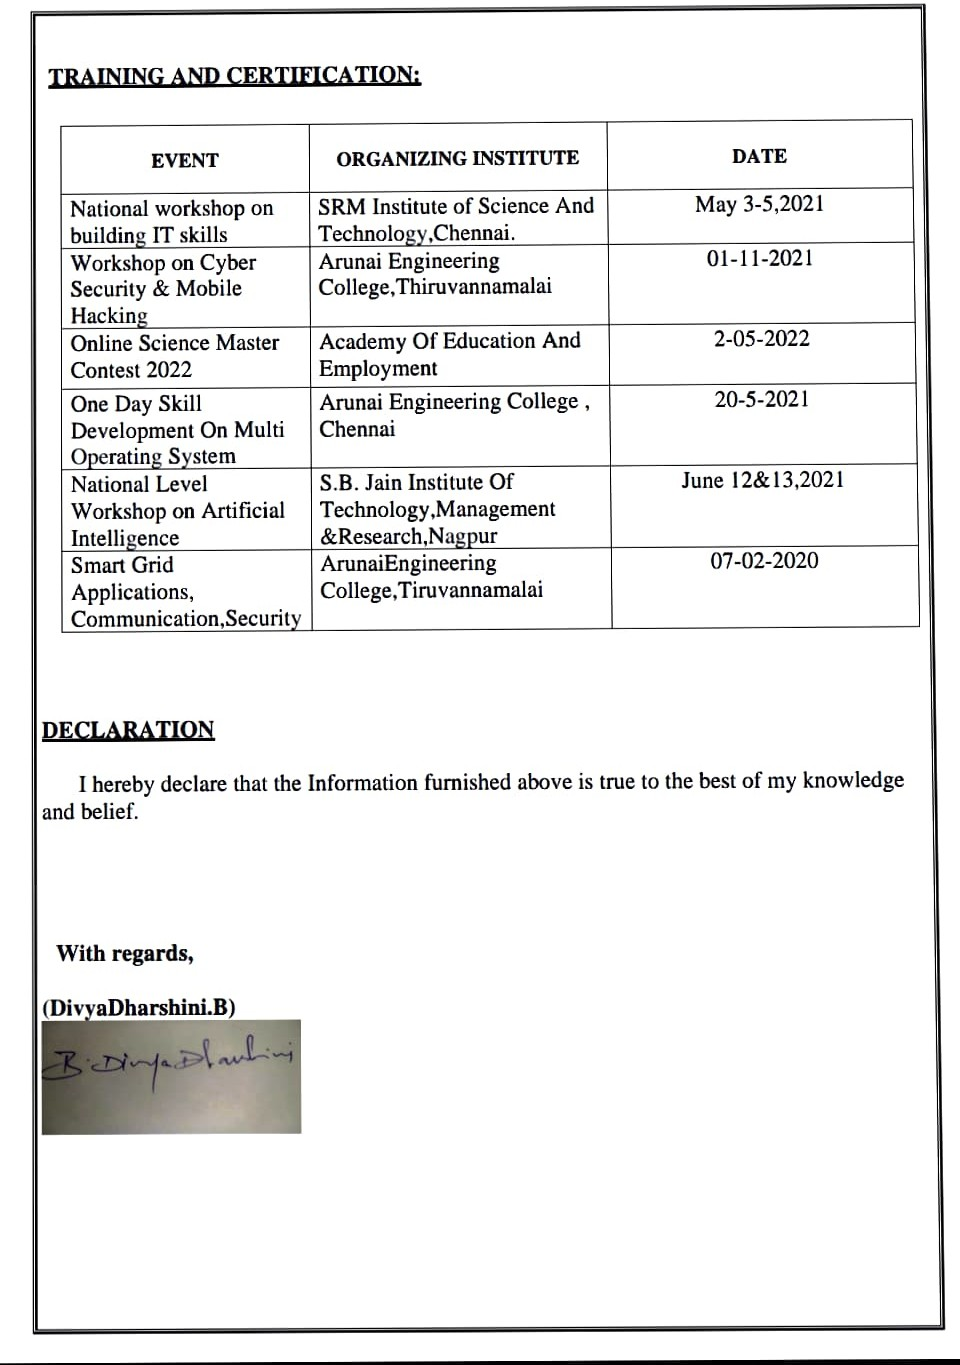 TRAINING AND CERTIFICATION:
EVENT
ORGANIZING INSTITUTE
DATE
National workshop on
building IT skills
SRM Institute of Science And
Technology,Chennai.
May 3-5,2021
Workshop on Cyber
Security & Mobile
Hacking
Arunai Engineering
College,Thiruvannamalai
01-11-2021
Online Science Master
Contest 2022
Academy Of Education And
Employment
2-05-2022
One Day Skill
Development On Multi
Operating System
Arunai Engineering College ,
Chennai
20-5-2021
National Level
Workshop on Artificial
Intelligence
S.B. Jain Institute Of
Technology,Management
&Research,Nagpur
June 12&13,2021
Smart Grid
Applications,
Communication,Security
ArunaiEngineering
College,Tiruvannamalai
07-02-2020
DECLARATION
I hereby declare that the Information furnished above is true to the best of my knowledge
and belief.
With regards,
(DivyaDharshini.B)
B. DivyaDharshini